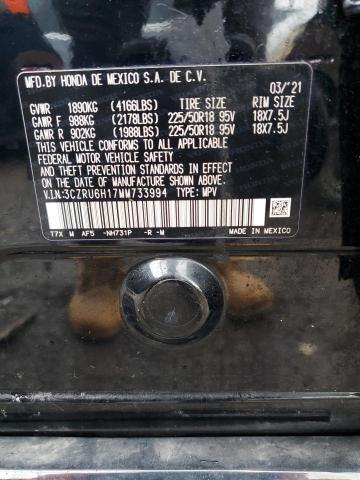 MFD. BY HONDA DE MEXICO S.A. DE C.V.
03/'21
GVWR 1890KG (4166LBS) TIRE SIZE RIM SIZE
GAWR F 988KG (2178LBS) 225/50R18 95V 18X7.5J
GAWR R 902KG (1988LBS) 225/50R18 95V 18X7.5J
THIS VEHICLE CONFORMS TO ALL APPLICABLE
FEDERAL MOTOR VEHICLE SAFETY AND THEFT
PREVENTION STANDARDS IN EFFECT ON THE
DATE OF MANUFACTURE SHOWN ABOVE.
V.I.N:3CZRU6H17MM733994 TYPE: MPV
T7X M AF5 -NH731P -R -M
MADE IN MEXICO